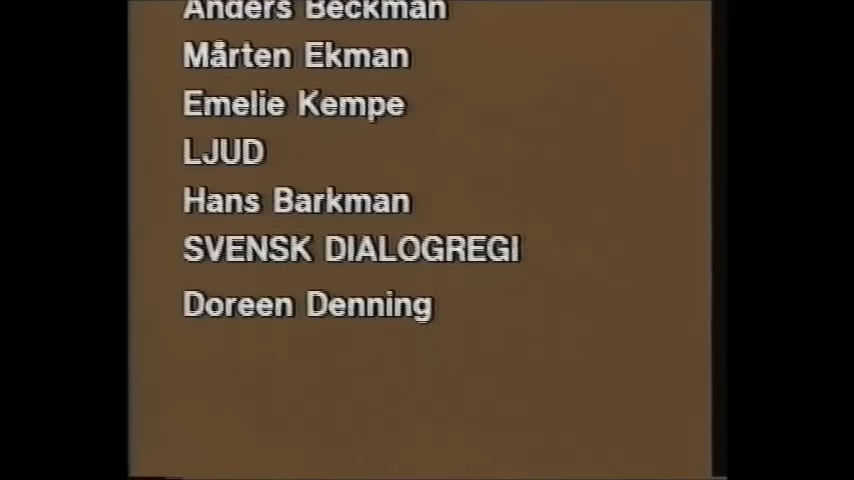 Anders Beckman
Mårten Ekman
Emelie Kempe
LJUD
Hans Barkman
SVENSK DIALOGREGI
Doreen Denning